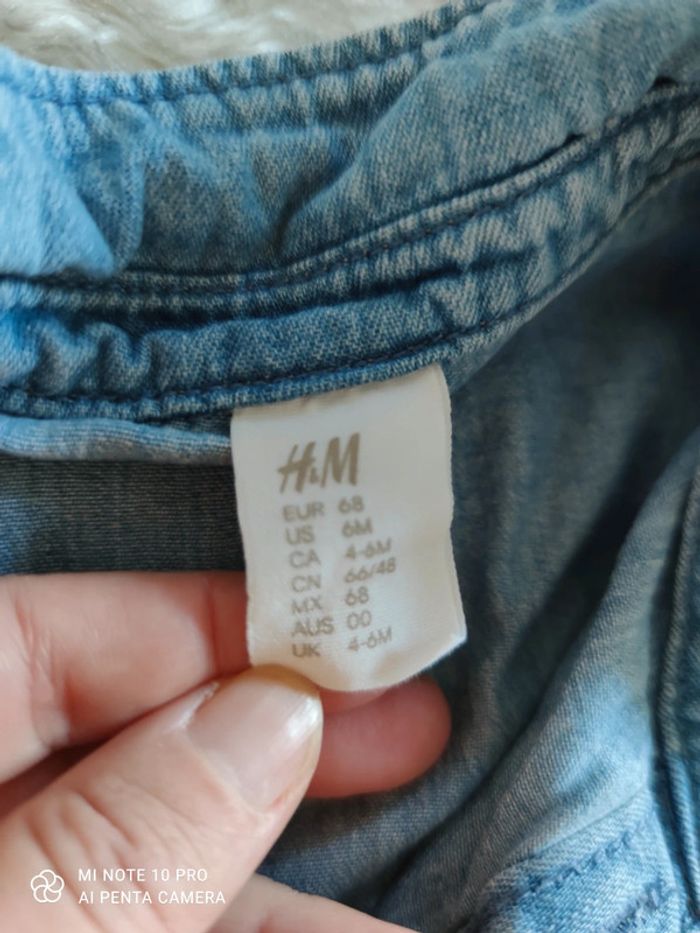 H&M
EUR 68
US 6M
CA 4-6M
CN 66/48
MX 68
AUS 00
UK 4-6M
MI NOTE 10 PRO
AI PENTA CAMERA